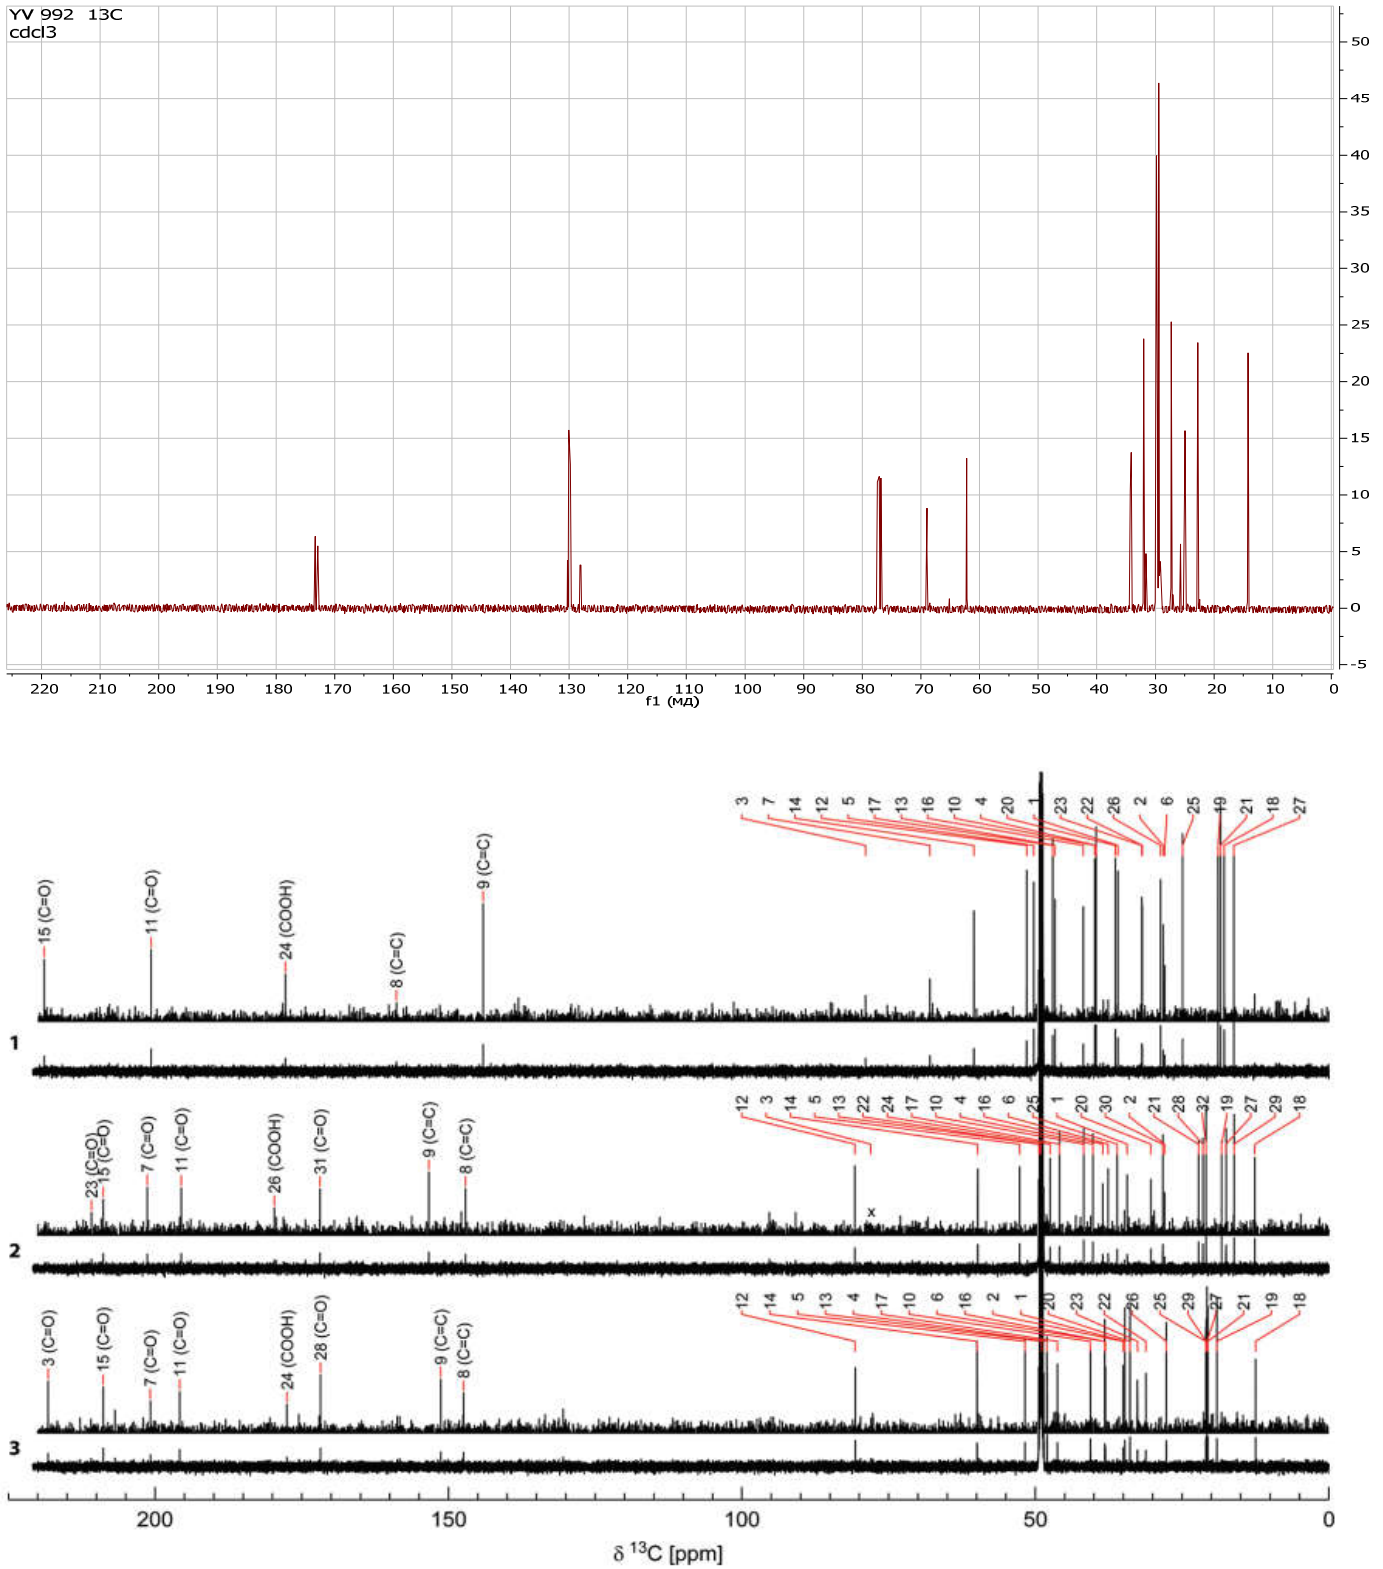 YV 992 13C
cdcl3
50
45
40
35
30
25
20
15
10
5
0
-5
220 210 200 190 180 170 160 150 140 130 120 110 100 90 80 70 60 50 40 30 20 10 0
f1 (мд)
3 7 14 12 5 17 13 16 10 4 20 1 23 22 26 2 6 25 19 21 18 27
15 (C=O) 11 (C=O) 24 (COOH) 8 (C=C) 9 (C=C)
1
12 3 14 5 13 22 24 17 10 4 16 6 25 1 20 30 2 21 28 32 19 27 29 18
23 (C=O) 15 (C=O) 7 (C=O) 11 (C=O) 26 (COOH) 31 (C=O) 9 (C=C) 8 (C=C)
x
2
12 14 5 13 4 17 10 6 16 2 1 20 23 22 26 25 29 27 21 19 18
3 (C=O) 15 (C=O) 7 (C=O) 11 (C=O) 24 (COOH) 28 (C=O) 9 (C=C) 8 (C=C)
3
200 150 100 50 0
δ ¹³C [ppm]